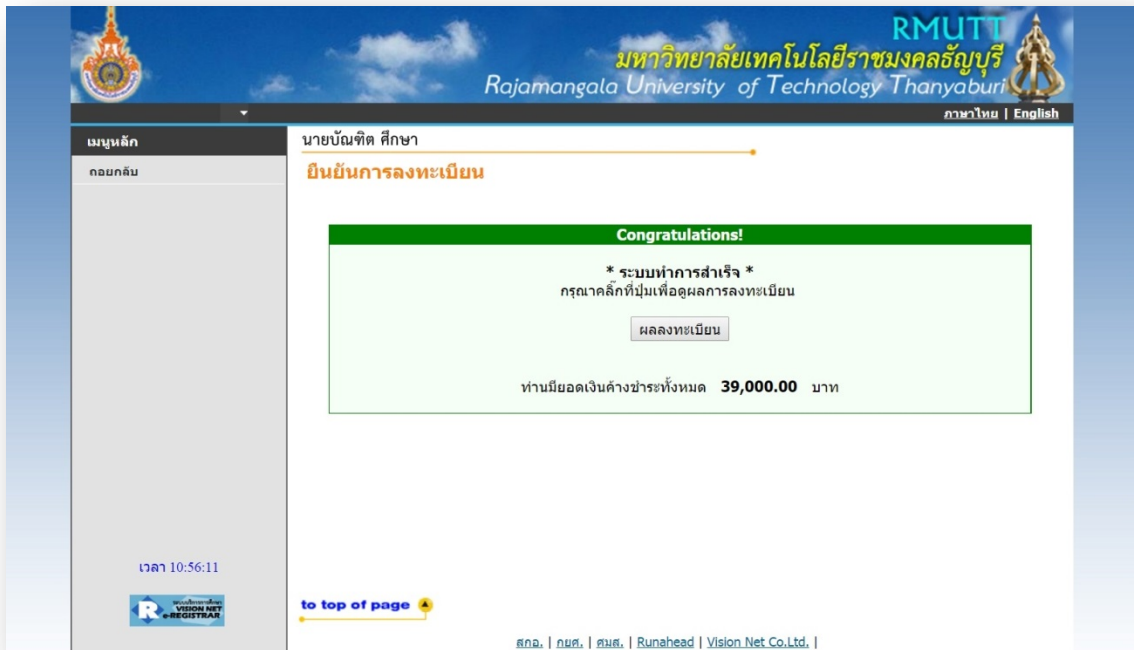 RMUTT
มหาวิทยาลัยเทคโนโลยีราชมงคลธัญบุรี
Rajamangala University of Technology Thanyaburi
ภาษาไทย | English
เมนูหลัก
ถอยกลับ
นายบัณฑิต ศึกษา
ยืนยันการลงทะเบียน
Congratulations!
* ระบบทำการสำเร็จ *
กรุณาคลิ๊กที่ปุ่มเพื่อดูผลการลงทะเบียน
ผลลงทะเบียน
ท่านมียอดเงินค้างชำระทั้งหมด 39,000.00 บาท
เวลา 10:56:11
VISION NET
e-REGISTRAR
to top of page
สกอ. | กยศ. | ศมส. | Runahead | Vision Net Co.Ltd. |